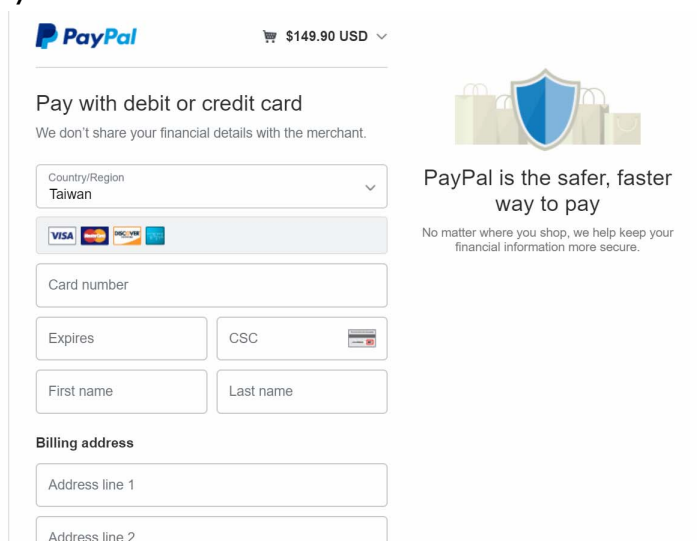 PayPal
$149.90 USD
Pay with debit or credit card
We don't share your financial details with the merchant.
Country/Region
Taiwan
VISA DISCOVER
Card number
Expires
CSC
First name
Last name
Billing address
Address line 1
Address line 2
PayPal is the safer, faster
way to pay
No matter where you shop, we help keep your
financial information more secure.